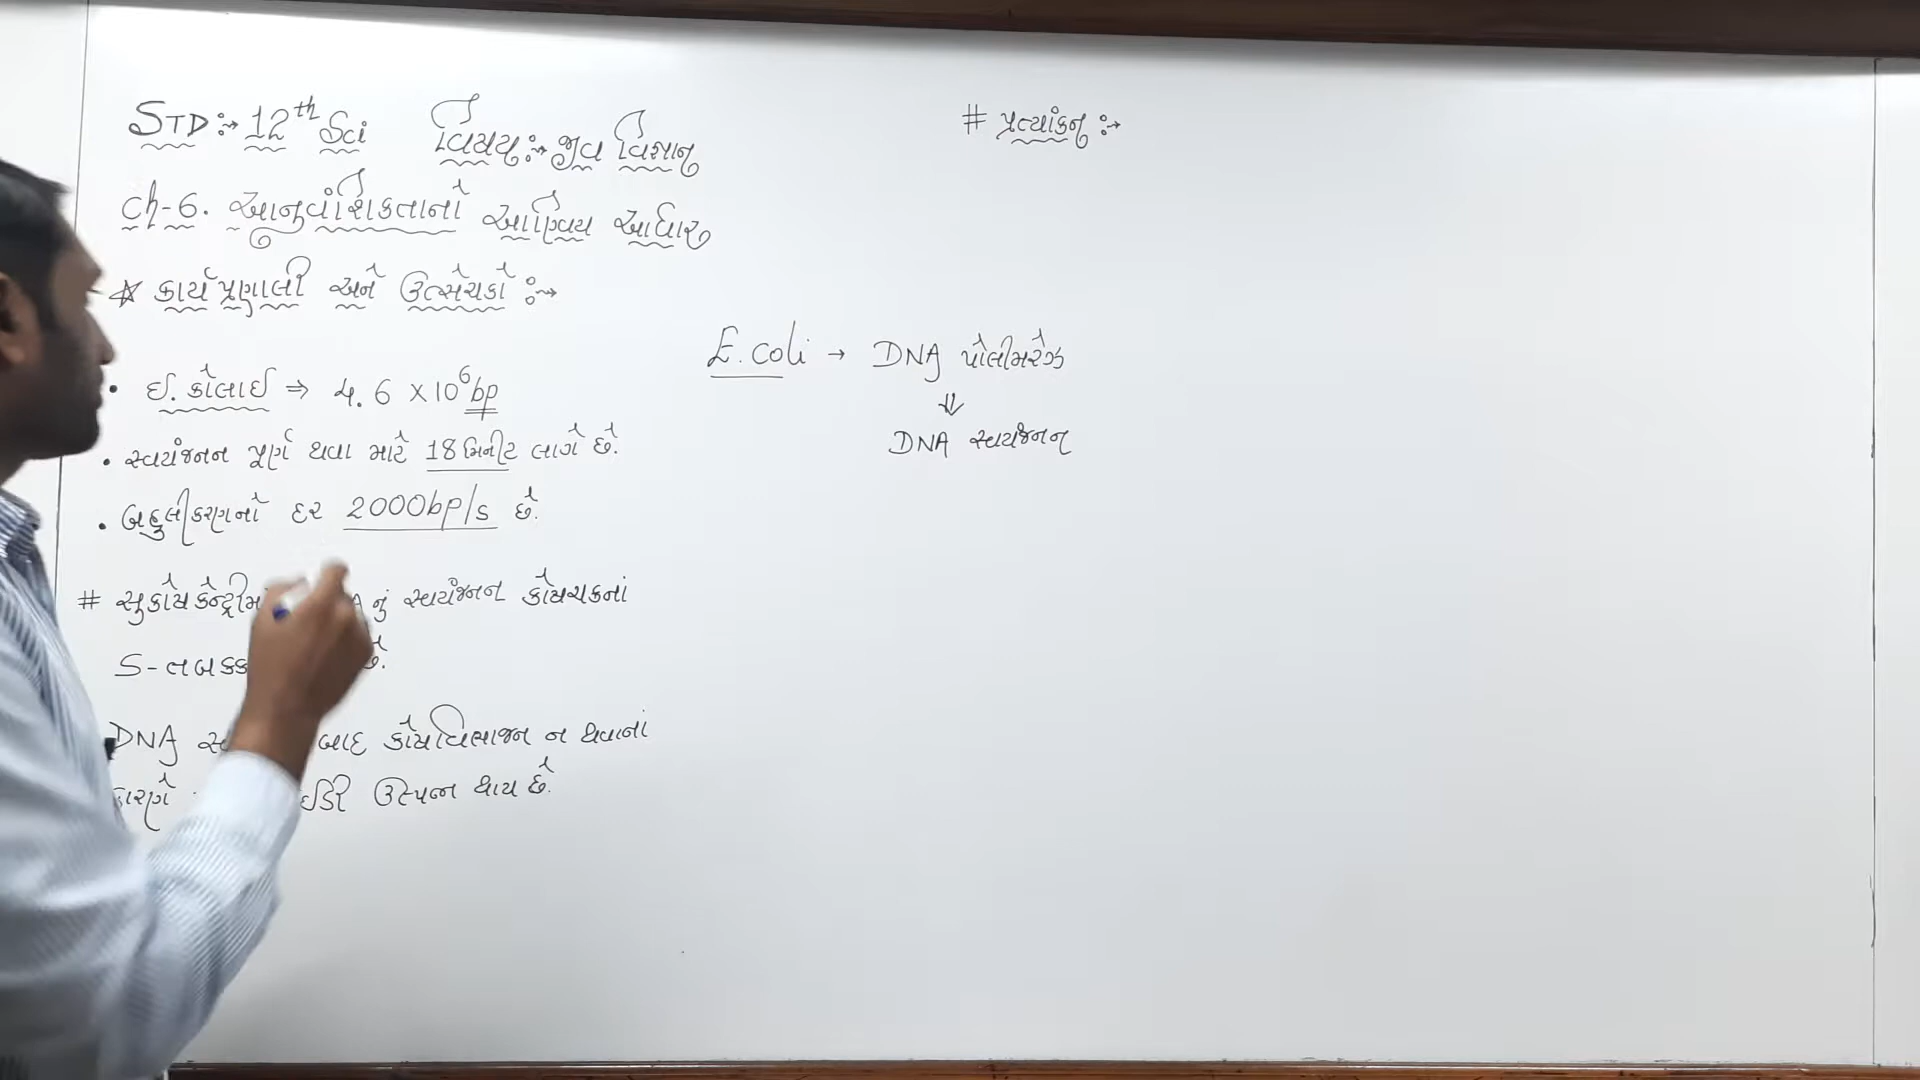 STD:→ 12th Sci વિષય:→ જીવ વિજ્ઞાન
ch-6. આનુવંશિકતાનો આણ્વિય આધાર
☆ કાર્યપ્રણાલી અને ઉત્સેચકો :→
• ઈ.કોલાઈ ⇒ 4.6 ×10⁶bp
• સ્વયંજનન પૂર્ણ થવા માટે 18 મિનીટ લાગે છે.
• બહુલીકરણનો દર 2000bp/s છે.
# સુકોષકેન્દ્રીમાં નું સ્વયંજનન કોષચક્રનાં
S-તબક્ક છે.
DNA બાદ કોષવિભાજન ન થવાનાં
કારણે ઉત્પન્ન થાય છે.
E.coli → DNA પોલીમરેઝ
⇓
DNA સ્વયંજનન
# પ્રત્યાંકન :→